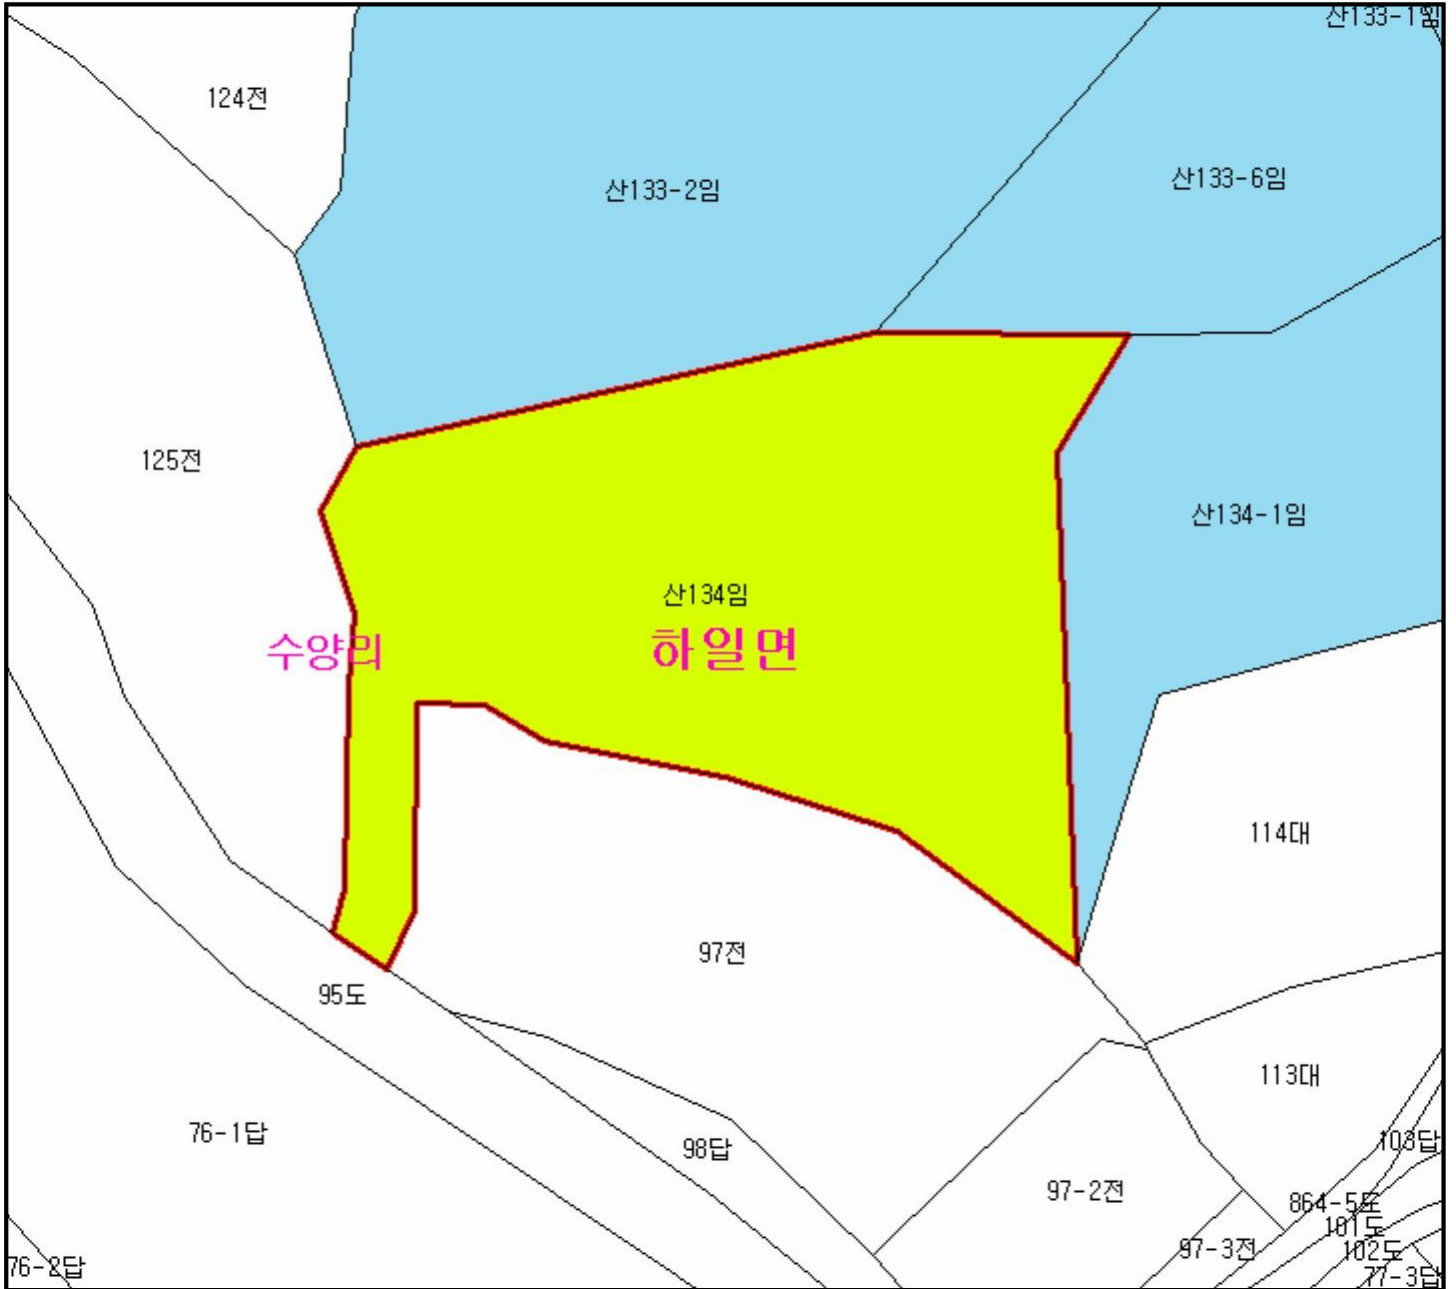 산133-1임
124전
산133-6임
산133-2임
125전
산134-1임
산134임
수양리
하일면
114대
97전
95도
113대
76-1답
98답
103답
97-2전
864-5도
101도
97-3전
102도
76-2답
77-3답